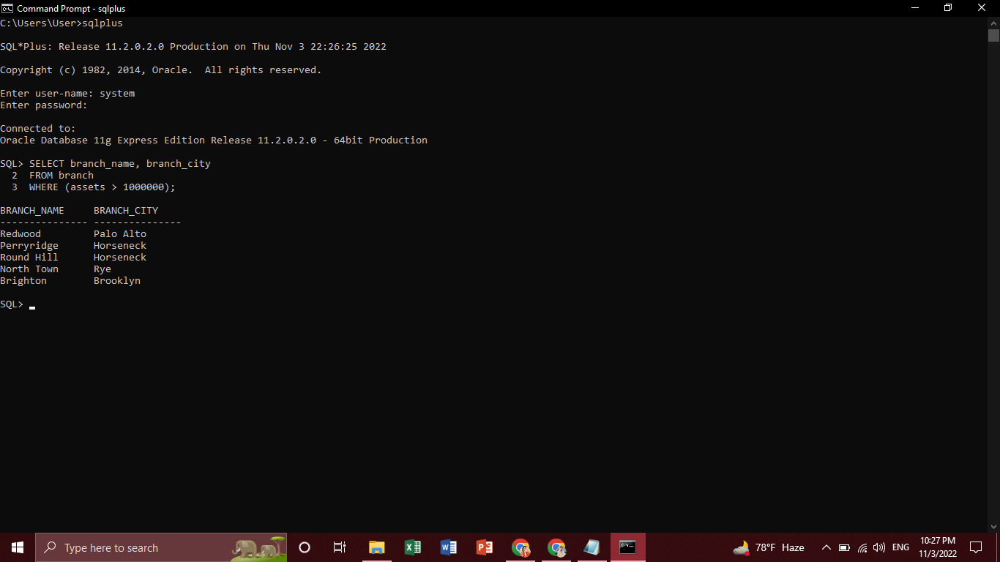 Command Prompt - sqlplus
C:\Users\User>sqlplus
SQL*Plus: Release 11.2.0.2.0 Production on Thu Nov 3 22:26:25 2022
Copyright (c) 1982, 2014, Oracle.  All rights reserved.
Enter user-name: system
Enter password:
Connected to:
Oracle Database 11g Express Edition Release 11.2.0.2.0 - 64bit Production
SQL> SELECT branch_name, branch_city
  2  FROM branch
  3  WHERE (assets > 1000000);
BRANCH_NAME     BRANCH_CITY
--------------- ---------------
Redwood         Palo Alto
Perryridge      Horseneck
Round Hill      Horseneck
North Town      Rye
Brighton        Brooklyn
SQL>
Type here to search
78°F Haze
ENG
10:27 PM
11/3/2022